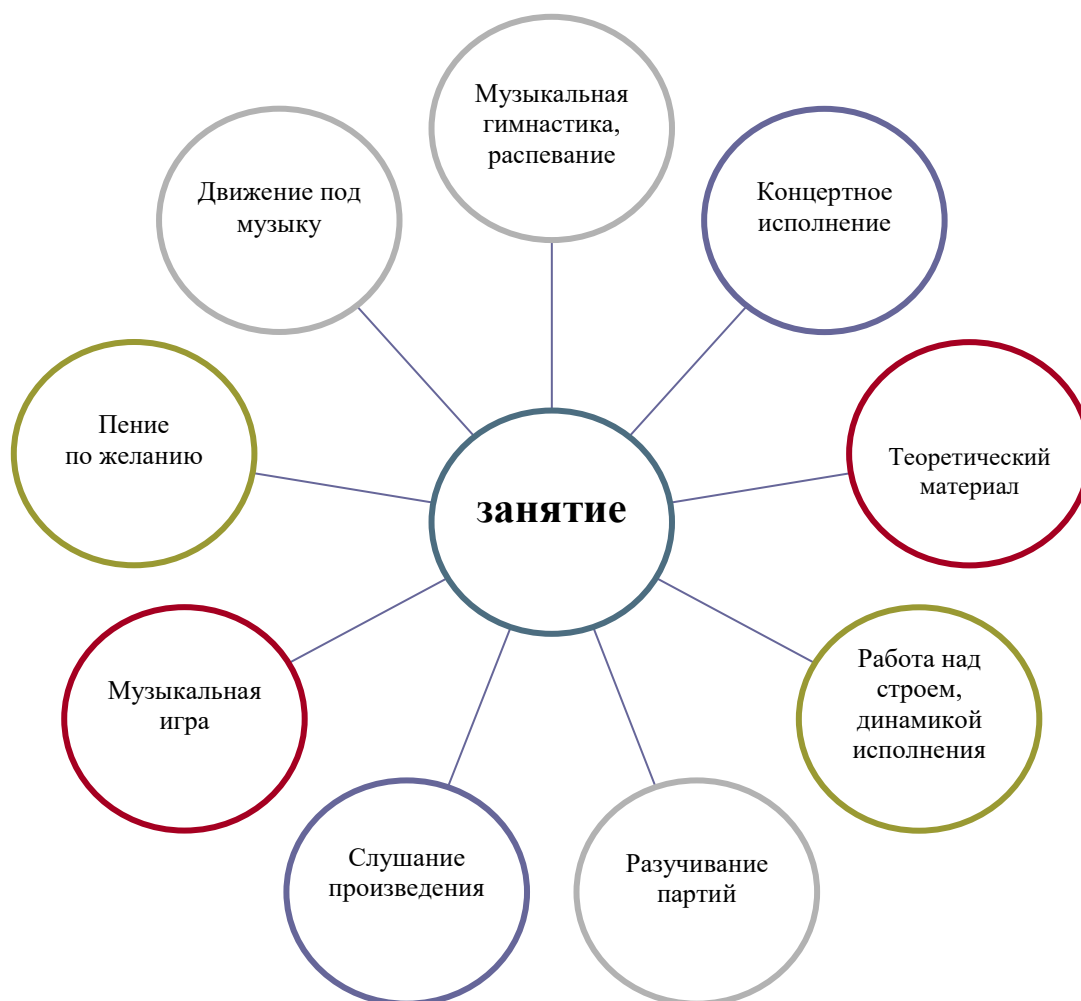 Музыкальная
гимнастика,
распевание
Концертное
исполнение
Теоретический
материал
Работа над
строем,
динамикой
исполнения
Разучивание
партий
Слушание
произведения
Музыкальная
игра
Пение
по желанию
Движение под
музыку
занятие